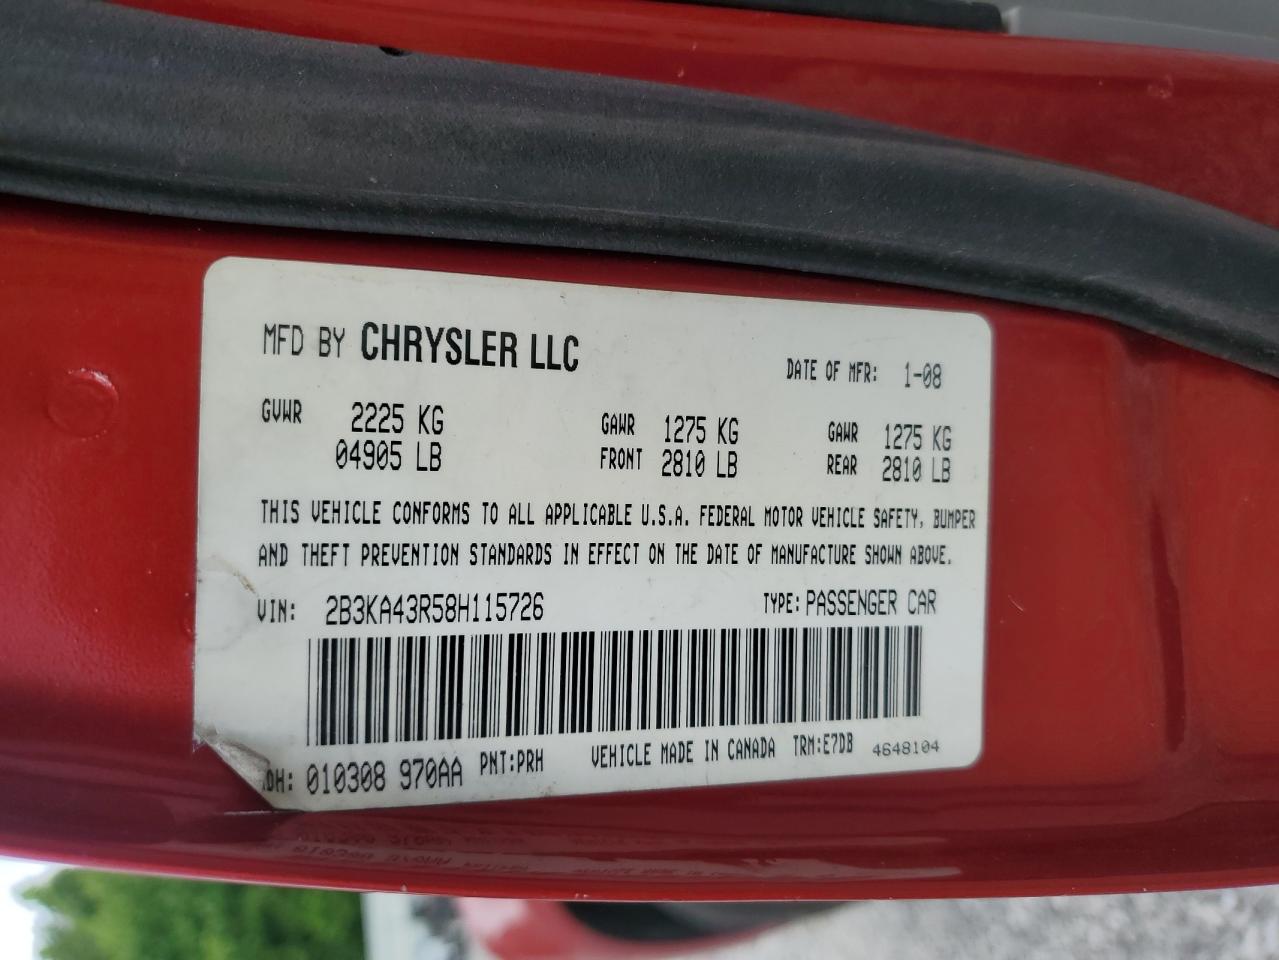 MFD BY CHRYSLER LLC DATE OF MFR: 1-08
GVWR 2225 KG GAWR 1275 KG GAWR 1275 KG
04905 LB FRONT 2810 LB REAR 2810 LB
THIS VEHICLE CONFORMS TO ALL APPLICABLE U.S.A. FEDERAL MOTOR VEHICLE SAFETY, BUMPER
AND THEFT PREVENTION STANDARDS IN EFFECT ON THE DATE OF MANUFACTURE SHOWN ABOVE.
VIN: 2B3KA43R58H115726 TYPE: PASSENGER CAR
010308 970AA PNT:PRH VEHICLE MADE IN CANADA TRM:E7DB 4648104